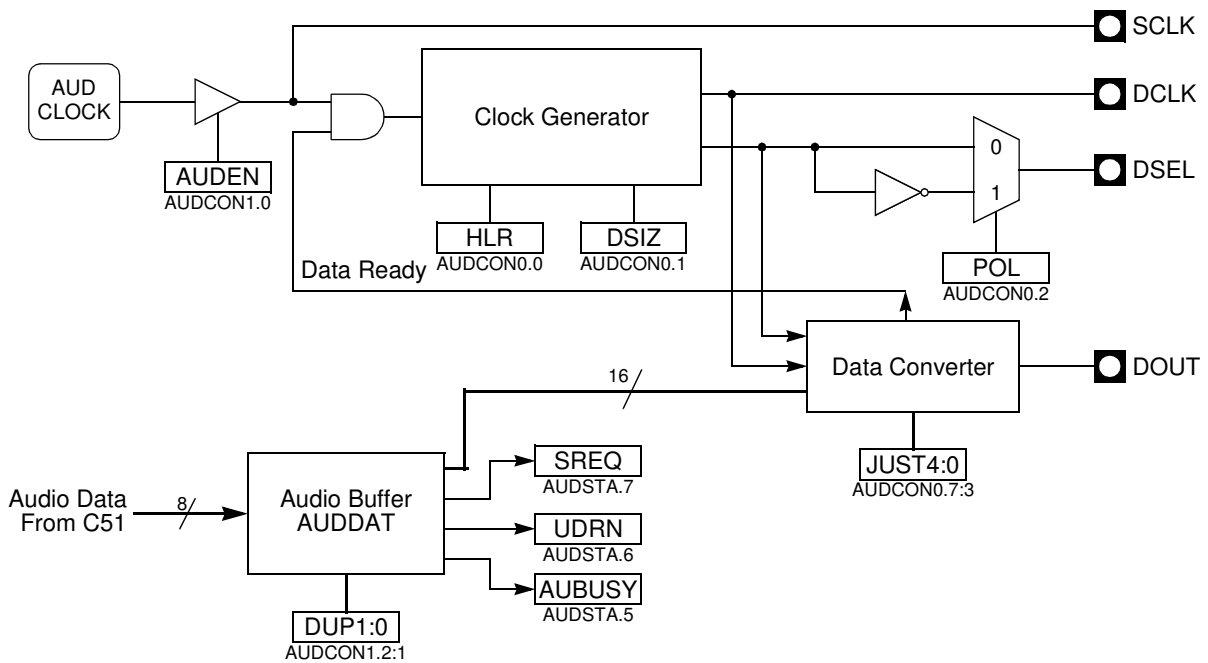 SCLK
AUD
CLOCK
DCLK
Clock Generator
0
1
DSEL
AUDEN
AUDCON1.0
HLR
AUDCON0.0
DSIZ
AUDCON0.1
POL
AUDCON0.2
Data Ready
Data Converter
DOUT
16
JUST4:0
AUDCON0.7:3
SREQ
AUDSTA.7
Audio Data
From C51
8
Audio Buffer
AUDDAT
UDRN
AUDSTA.6
AUBUSY
AUDSTA.5
DUP1:0
AUDCON1.2:1